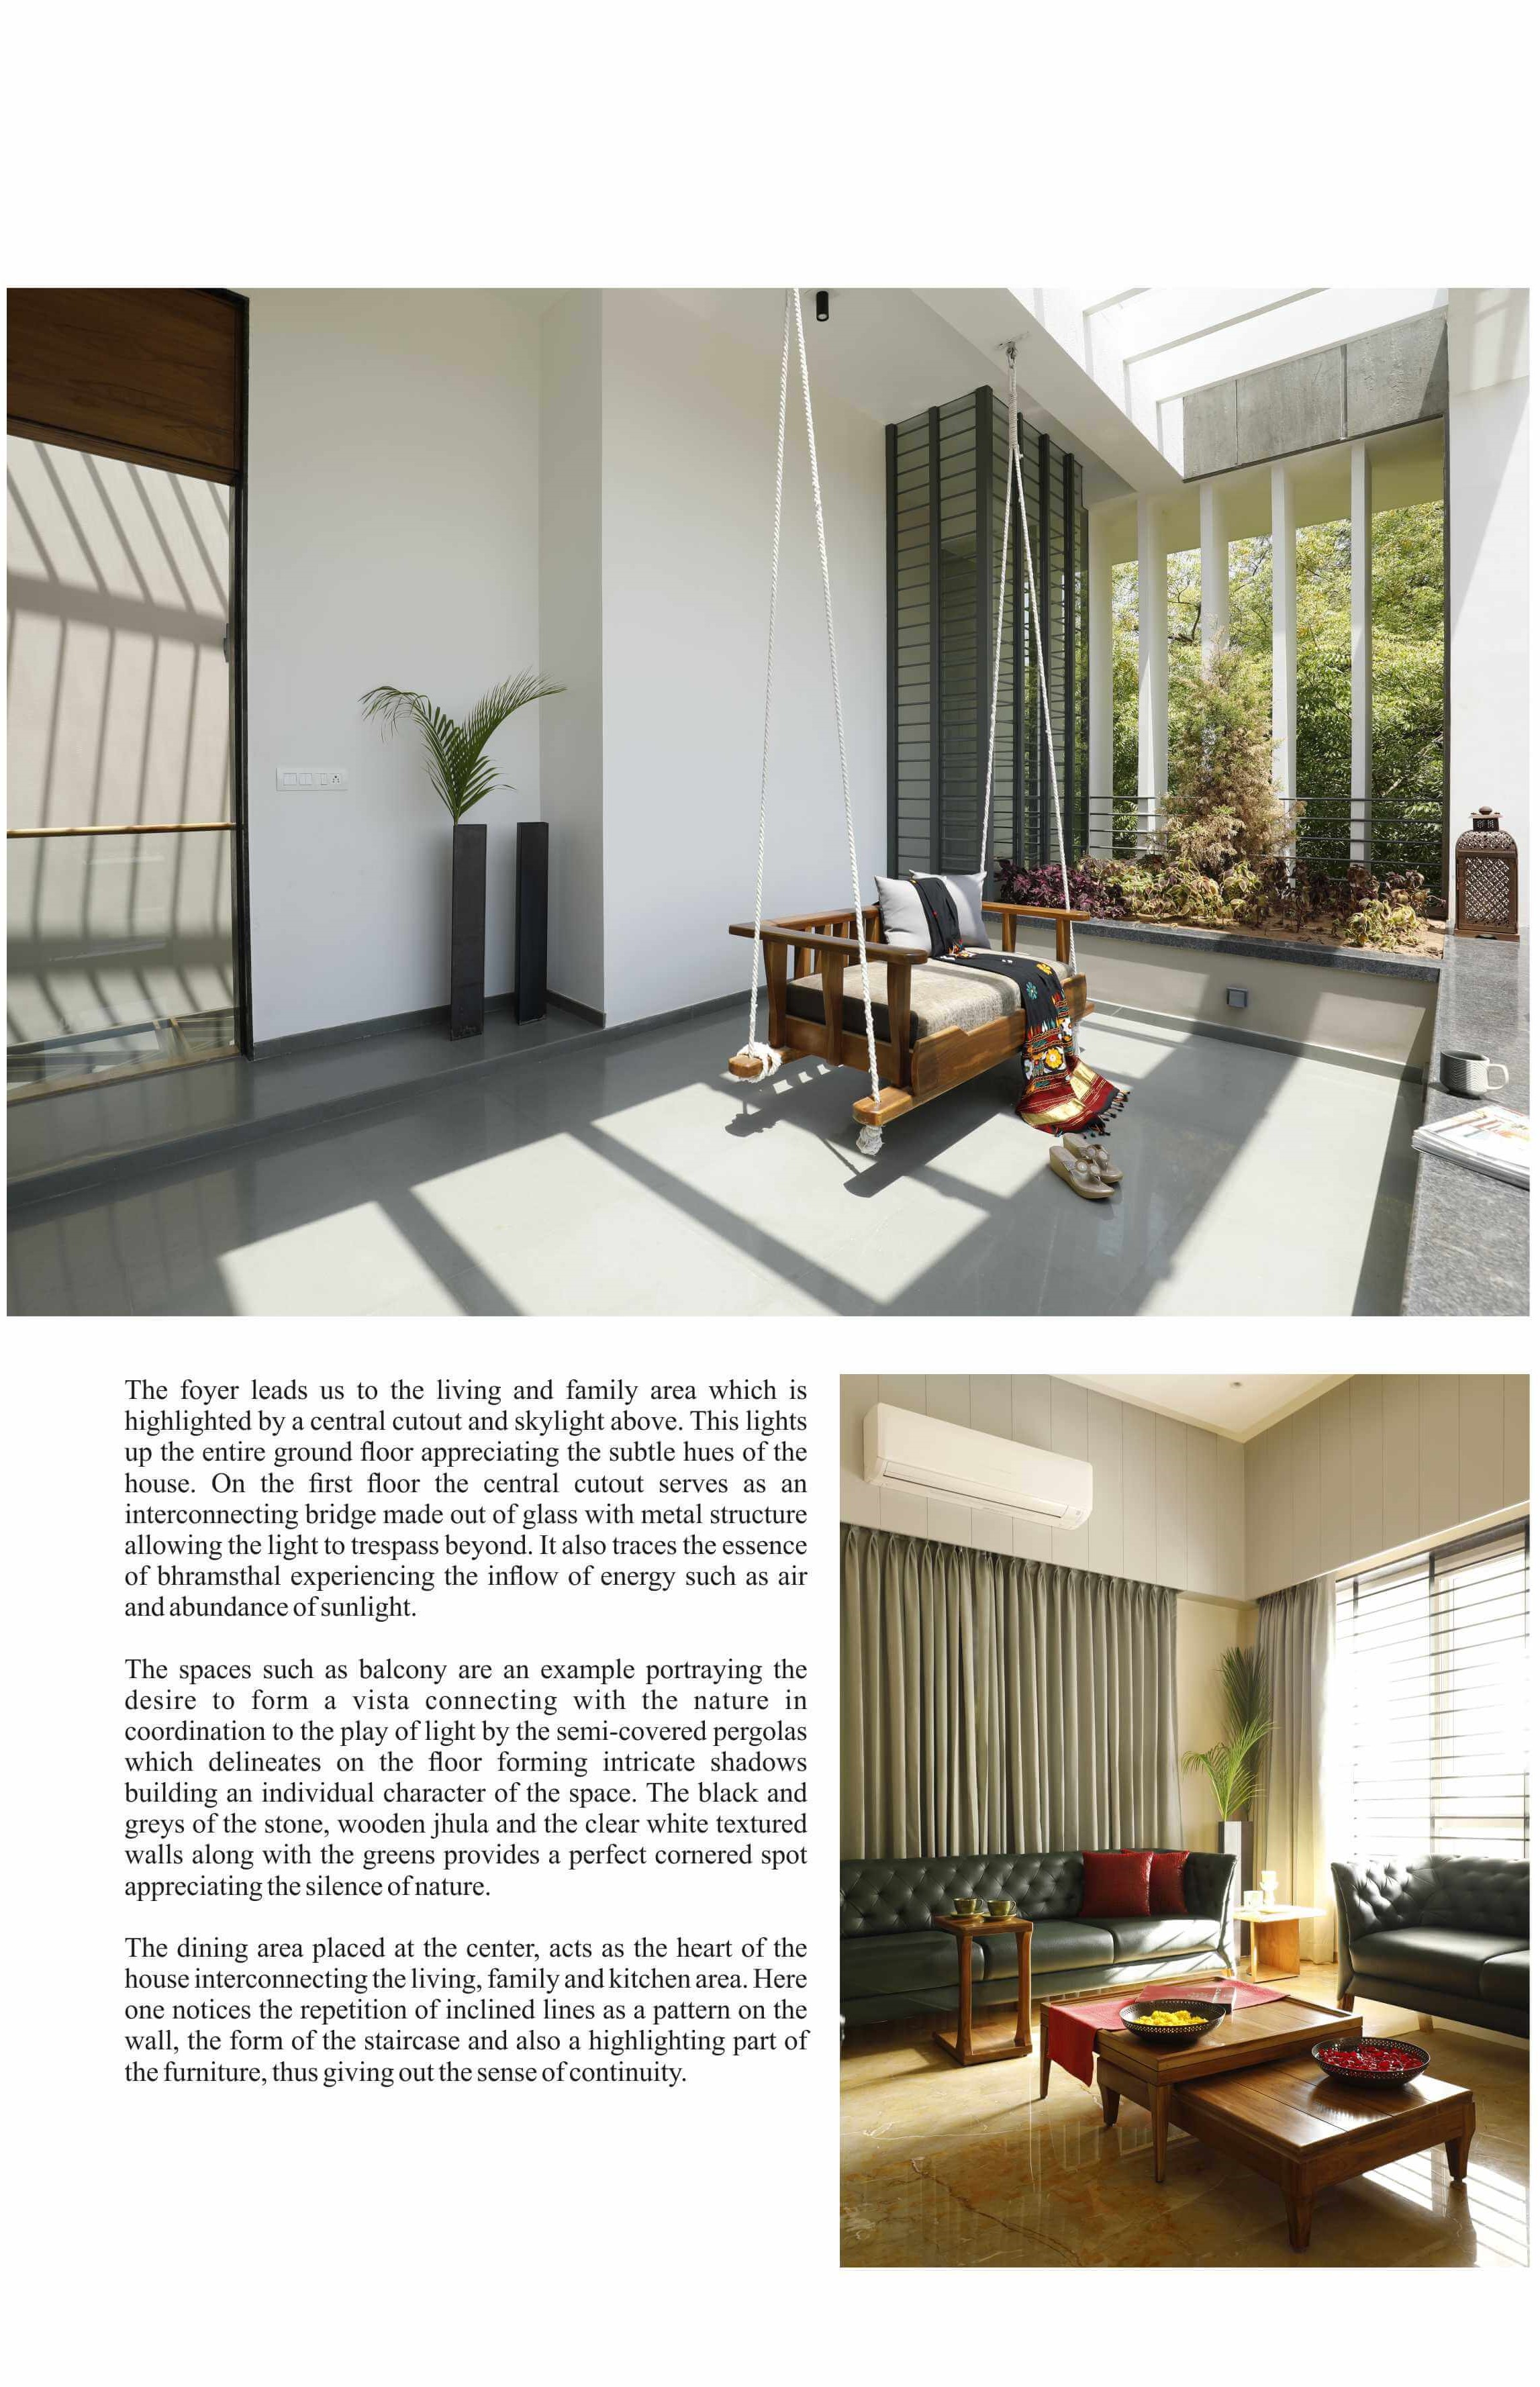 The foyer leads us to the living and family area which is
highlighted by a central cutout and skylight above. This lights
up the entire ground floor appreciating the subtle hues of the
house. On the first floor the central cutout serves as an
interconnecting bridge made out of glass with metal structure
allowing the light to trespass beyond. It also traces the essence
of bhramsthal experiencing the inflow of energy such as air
and abundance of sunlight.
The spaces such as balcony are an example portraying the
desire to form a vista connecting with the nature in
coordination to the play of light by the semi-covered pergolas
which delineates on the floor forming intricate shadows
building an individual character of the space. The black and
greys of the stone, wooden jhula and the clear white textured
walls along with the greens provides a perfect cornered spot
appreciating the silence of nature.
The dining area placed at the center, acts as the heart of the
house interconnecting the living, family and kitchen area. Here
one notices the repetition of inclined lines as a pattern on the
wall, the form of the staircase and also a highlighting part of
the furniture, thus giving out the sense of continuity.